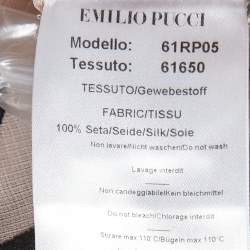 EMILIO PUCCI
Modello: 61RP05
Tessuto: 61650
TESSUTO/Gewebestoff
FABRIC/TISSU
100% Seta/Seide/Silk/Soie
Non lavare/Nicht waschen/Do not wash
Lavage interdit
Non candeggiabile/Kein bleichmittel
Do not bleach/Chlorage interdit
Stirare max 110°C/Bügeln max 110°C